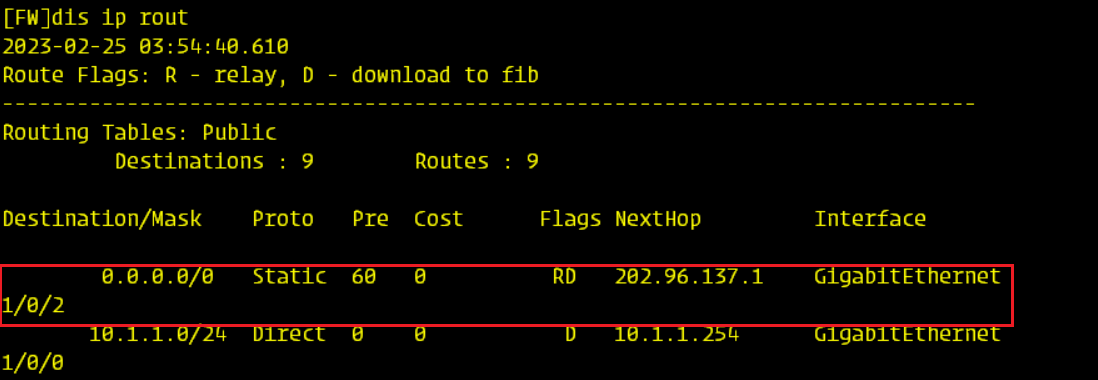 [FW]dis ip rout
2023-02-25 03:54:40.610
Route Flags: R - relay, D - download to fib
------------------------------------------------------------------------------
Routing Tables: Public
         Destinations : 9        Routes : 9

Destination/Mask    Proto   Pre  Cost        Flags NextHop         Interface

        0.0.0.0/0   Static  60   0            RD   202.96.137.1    GigabitEthernet
1/0/2
       10.1.1.0/24  Direct  0    0             D   10.1.1.254      GigabitEthernet
1/0/0